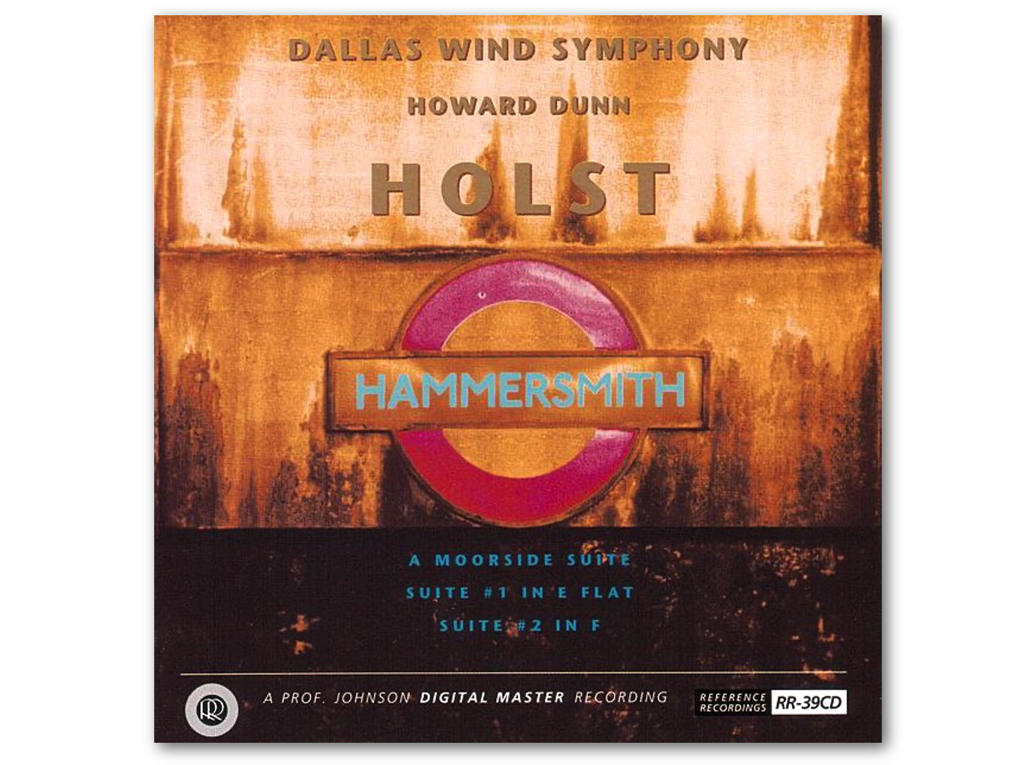 DALLAS WIND SYMPHONY
HOWARD DUNN
HOLST
HAMMERSMITH
A MOORSIDE SUITE
SUITE #1 IN E FLAT
SUITE #2 IN F
RR
A PROF. JOHNSON DIGITAL MASTER RECORDING
REFERENCE
RECORDINGS
RR-39CD